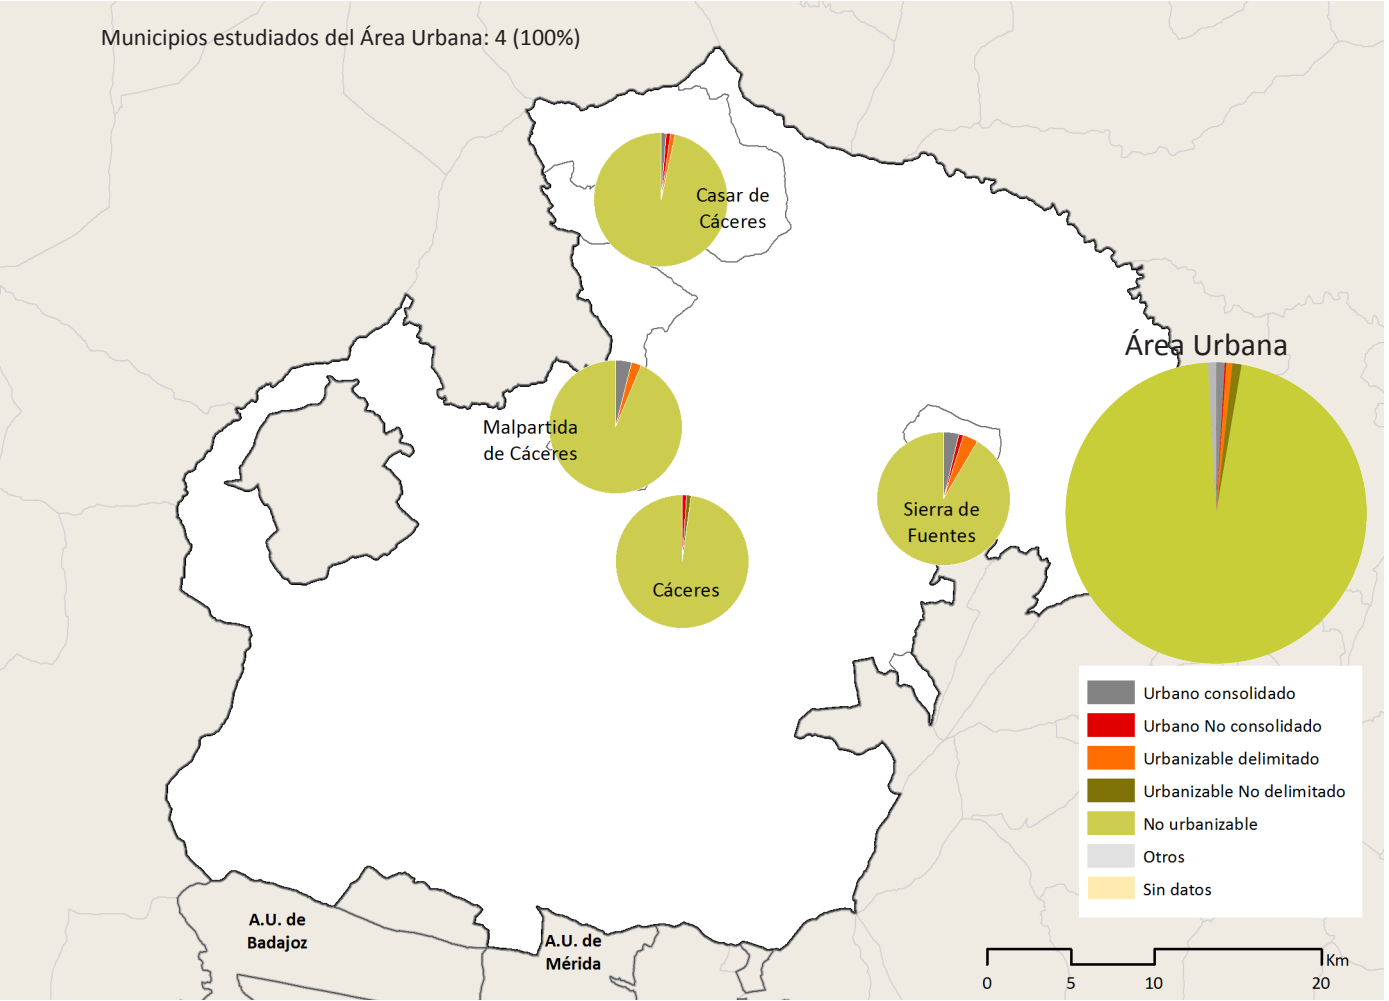 Municipios estudiados del Área Urbana: 4 (100%)
Casar de
Cáceres
Área Urbana
Malpartida
de Cáceres
Sierra de
Fuentes
Cáceres
Urbano consolidado
Urbano No consolidado
Urbanizable delimitado
Urbanizable No delimitado
No urbanizable
Otros
Sin datos
A.U. de
Badajoz
A.U. de
Mérida
Km
0 5 10 20